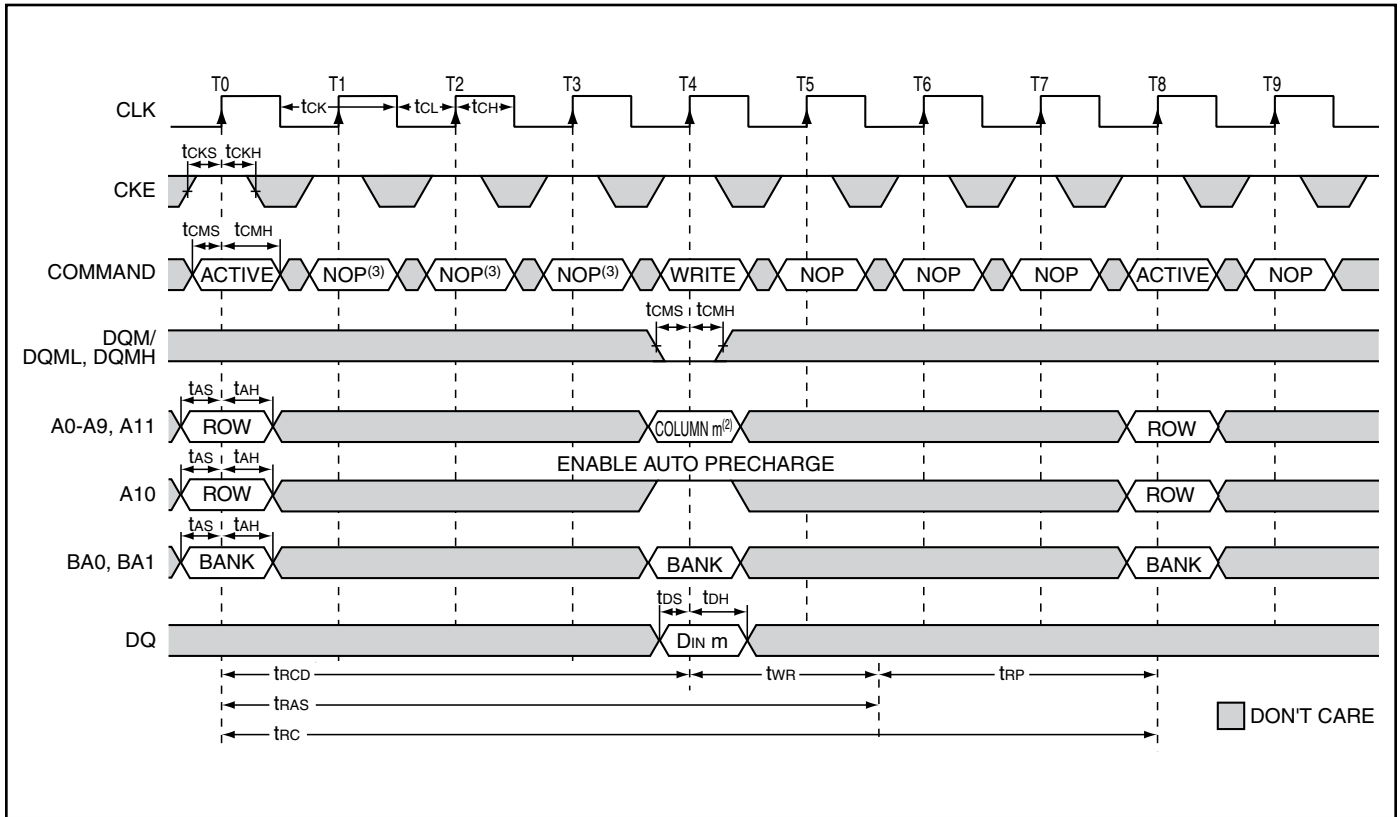 T0 T1 T2 T3 T4 T5 T6 T7 T8 T9
CLK tCK tCL tCH
tCKS tCKH
CKE
tCMS tCMH
COMMAND ACTIVE NOP(3) NOP(3) NOP(3) WRITE NOP NOP NOP ACTIVE NOP
tCMS tCMH
DQM/
DQML, DQMH
tAS tAH
A0-A9, A11 ROW COLUMN m(2) ROW
ENABLE AUTO PRECHARGE
tAS tAH
A10 ROW ROW
tAS tAH
BA0, BA1 BANK BANK BANK
tDS tDH
DQ DIN m
tRCD tWR tRP
tRAS
DON'T CARE
tRC